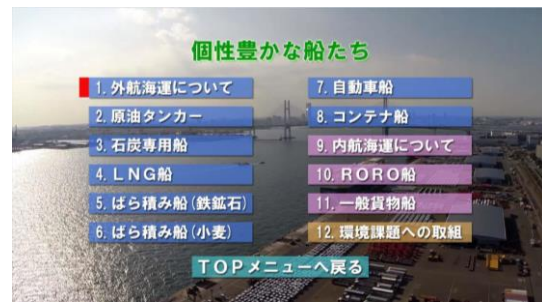 個性豊かな船たち
1. 外航海運について
2. 原油タンカー
3. 石炭専用船
4. LNG船
5. ばら積み船(鉄鉱石)
6. ばら積み船(小麦)
7. 自動車船
8. コンテナ船
9. 内航海運について
10. RORO船
11. 一般貨物船
12. 環境課題への取組
TOPメニューへ戻る